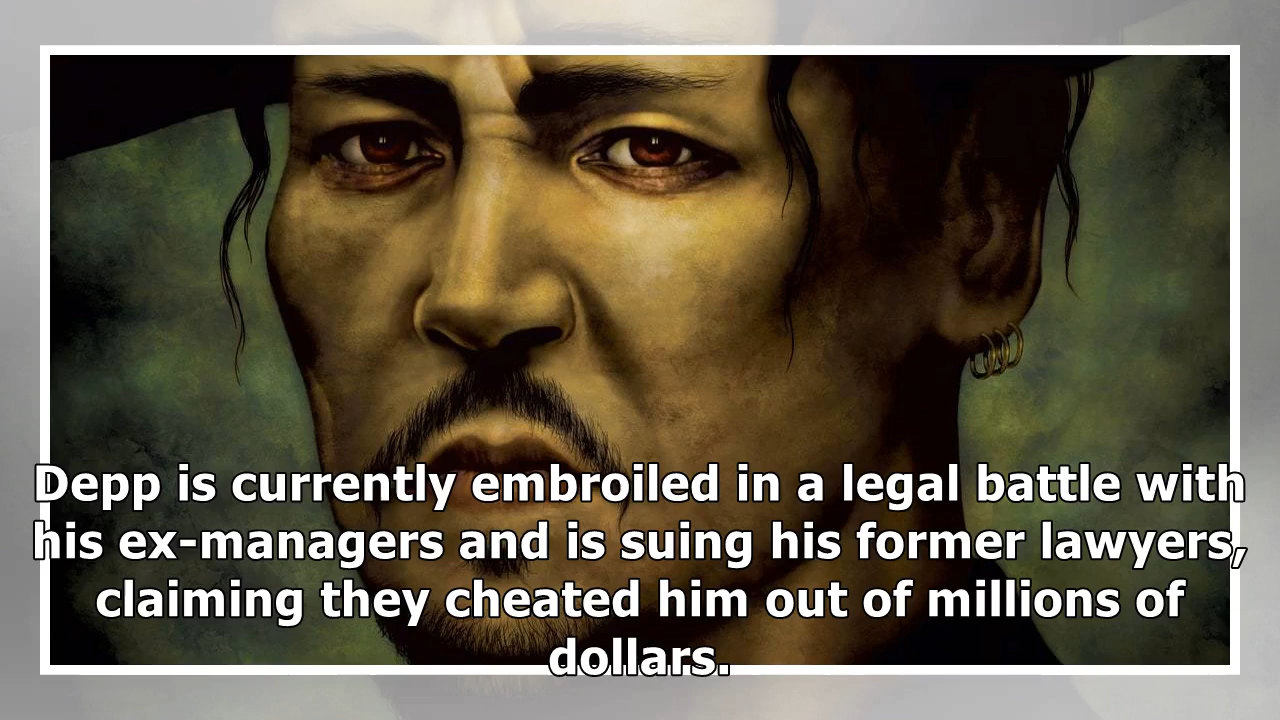 Depp is currently embroiled in a legal battle with
his ex-managers and is suing his former lawyers,
claiming they cheated him out of millions of
dollars.